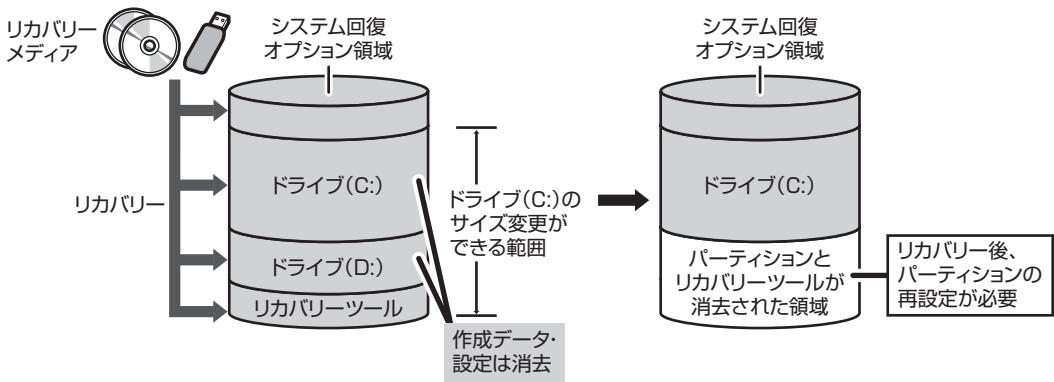 リカバリー
メディア
システム回復
オプション領域
リカバリー
ドライブ(C:)
ドライブ(D:)
リカバリーツール
ドライブ(C:)の
サイズ変更が
できる範囲
作成データ・
設定は消去
システム回復
オプション領域
ドライブ(C:)
パーティションと
リカバリーツールが
消去された領域
リカバリー後、
パーティションの
再設定が必要